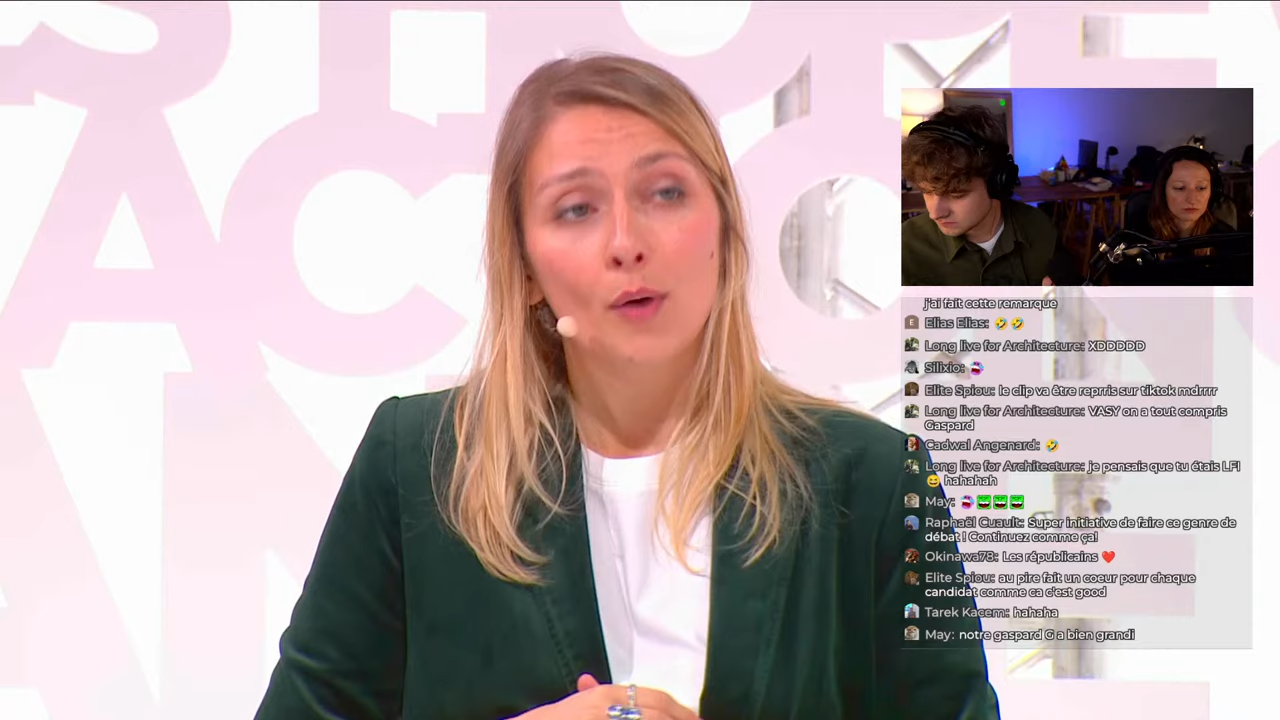 j'ai fait cette remarque
E Elias Elias: 🤣 🤣
Long live for Architecture: XDDDDD
Silixio:
Elite Spiou: le clip va être reprris sur tiktok mdrrr
Long live for Architecture: VASY on a tout compris
Gaspard
Cadwal Angenard: 🤣
Long live for Architecture: je pensais que tu étais LFI
😅 hahahah
May:
Raphaël Cuault: Super initiative de faire ce genre de
débat ! Continuez comme ça!
Okinawa78: Les républicains ❤️
Elite Spiou: au pire fait un coeur pour chaque
candidat comme ca c'est good
Tarek Kacem: hahaha
May: notre gaspard G a bien grandi